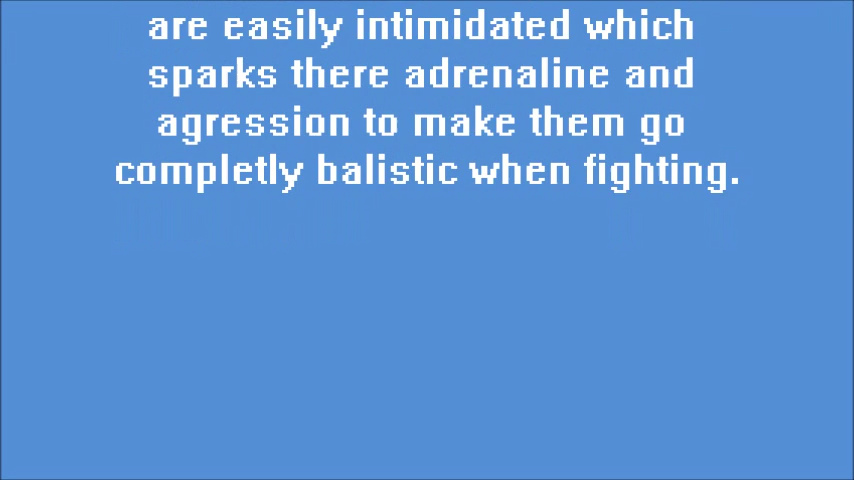 are easily intimidated which
sparks there adrenaline and
agression to make them go
completly balistic when fighting.